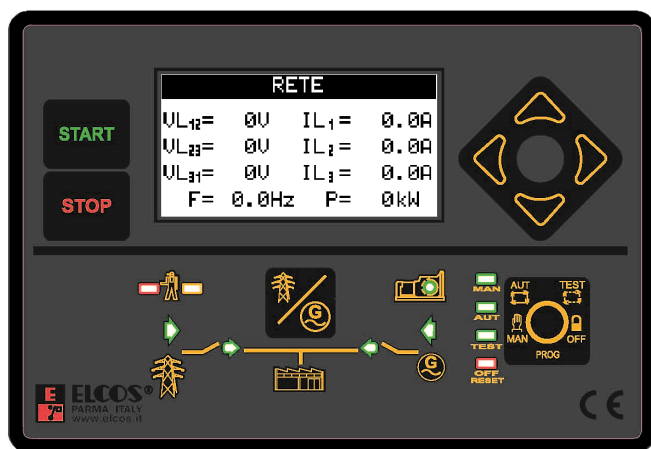 RETE
VL12= 0V IL1= 0.0A
VL23= 0V IL2= 0.0A
VL31= 0V IL3= 0.0A
F= 0.0Hz P= 0kW
START
STOP
G
MAN
AUT
TEST
OFF
RESET
AUT TEST
MAN OFF
PROG
G
E ELCOS®
PARMA ITALY
www.elcos.it
CE